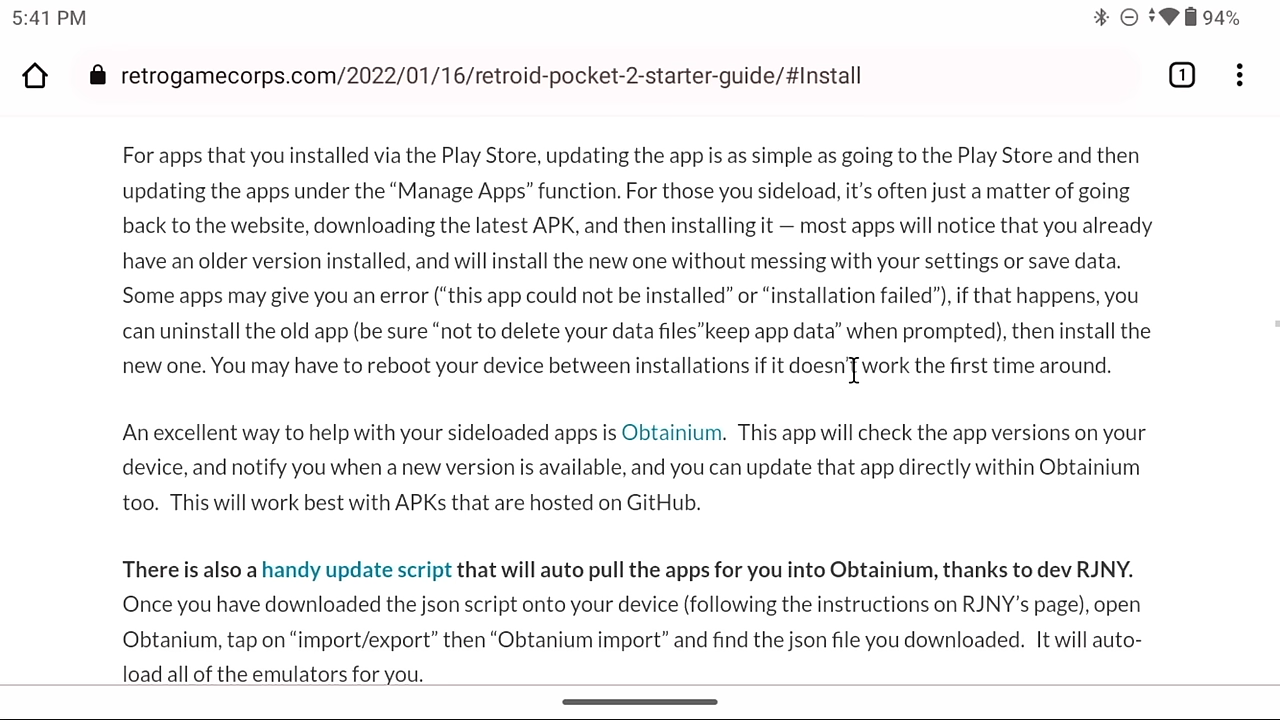 5:41 PM
94%
retrogamecorps.com/2022/01/16/retroid-pocket-2-starter-guide/#Install
1
For apps that you installed via the Play Store, updating the app is as simple as going to the Play Store and then
updating the apps under the “Manage Apps” function. For those you sideload, it’s often just a matter of going
back to the website, downloading the latest APK, and then installing it — most apps will notice that you already
have an older version installed, and will install the new one without messing with your settings or save data.
Some apps may give you an error (“this app could not be installed” or “installation failed”), if that happens, you
can uninstall the old app (be sure “not to delete your data files”keep app data” when prompted), then install the
new one. You may have to reboot your device between installations if it doesn’t work the first time around.
An excellent way to help with your sideloaded apps is Obtainium.  This app will check the app versions on your
device, and notify you when a new version is available, and you can update that app directly within Obtainium
too.  This will work best with APKs that are hosted on GitHub.
There is also a handy update script that will auto pull the apps for you into Obtainium, thanks to dev RJNY.
Once you have downloaded the json script onto your device (following the instructions on RJNY’s page), open
Obtanium, tap on “import/export” then “Obtanium import” and find the json file you downloaded.  It will auto-
load all of the emulators for you.